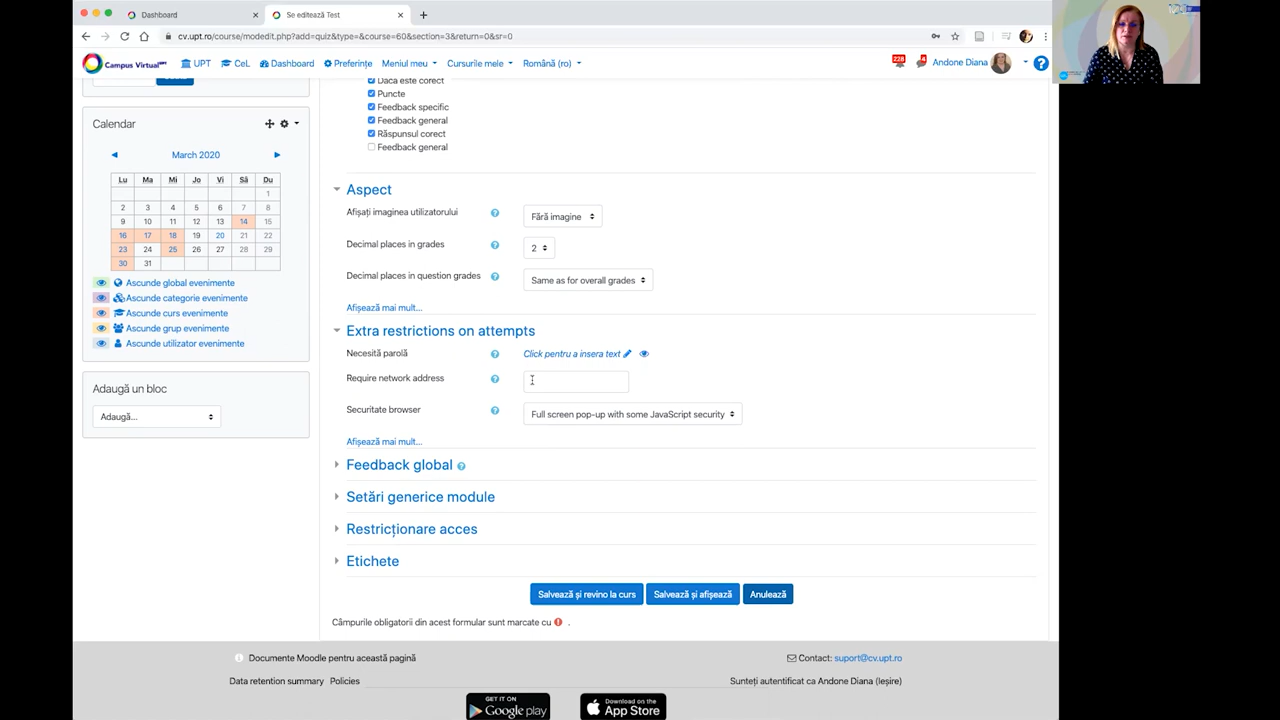 Dashboard
Se editează Test
cv.upt.ro/course/modedit.php?add=quiz&type=&course=60&section=3&return=0&sr=0
Campus Virtual UPT
UPT
CeL
Dashboard
Preferințe
Meniul meu
Cursurile mele
Română (ro)
228
4
Andone Diana
Dacă este corect
Puncte
Feedback specific
Feedback general
Răspunsul corect
Feedback general
Calendar
March 2020
Lu Ma Mi Jo Vi Sâ Du
1
2 3 4 5 6 7 8
9 10 11 12 13 14 15
16 17 18 19 20 21 22
23 24 25 26 27 28 29
30 31
Ascunde global evenimente
Ascunde categorie evenimente
Ascunde curs evenimente
Ascunde grup evenimente
Ascunde utilizator evenimente
Adaugă un bloc
Adaugă...
Aspect
Afișați imaginea utilizatorului
Fără imagine
Decimal places in grades
2
Decimal places in question grades
Same as for overall grades
Afișează mai mult...
Extra restrictions on attempts
Necesită parolă
Click pentru a insera text
Require network address
Securitate browser
Full screen pop-up with some JavaScript security
Afișează mai mult...
Feedback global
Setări generice module
Restricționare acces
Etichete
Salvează și revino la curs
Salvează și afișează
Anulează
Câmpurile obligatorii din acest formular sunt marcate cu .
Documente Moodle pentru această pagină
Contact: suport@cv.upt.ro
Data retention summary
Policies
Sunteți autentificat ca Andone Diana (Ieșire)
GET IT ON
Google play
Download on the
App Store